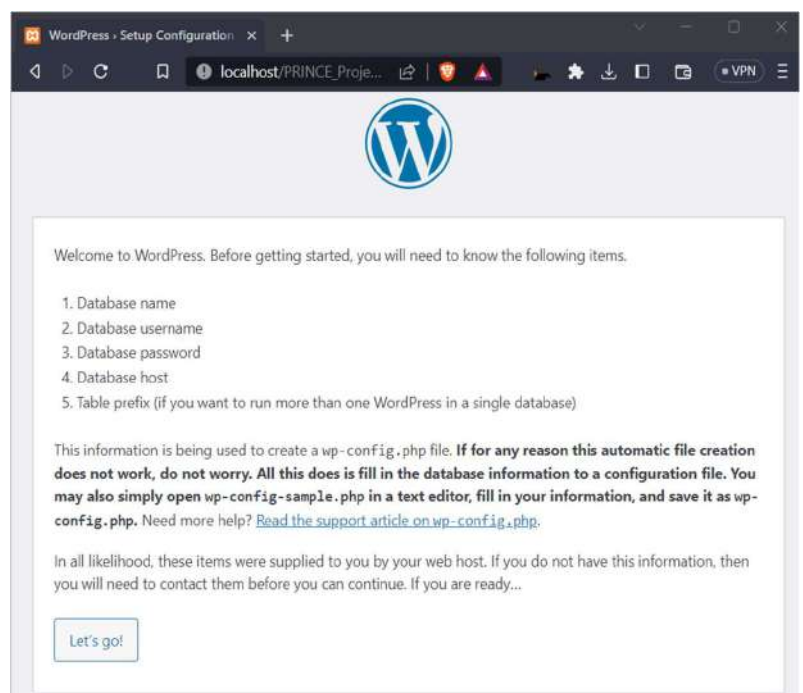 WordPress › Setup Configuration
localhost/PRINCE_Proje...
VPN
Welcome to WordPress. Before getting started, you will need to know the following items.
1. Database name
2. Database username
3. Database password
4. Database host
5. Table prefix (if you want to run more than one WordPress in a single database)
This information is being used to create a wp-config.php file. If for any reason this automatic file creation
does not work, do not worry. All this does is fill in the database information to a configuration file. You
may also simply open wp-config-sample.php in a text editor, fill in your information, and save it as wp-
config.php. Need more help? Read the support article on wp-config.php.
In all likelihood, these items were supplied to you by your web host. If you do not have this information, then
you will need to contact them before you can continue. If you are ready...
Let's go!